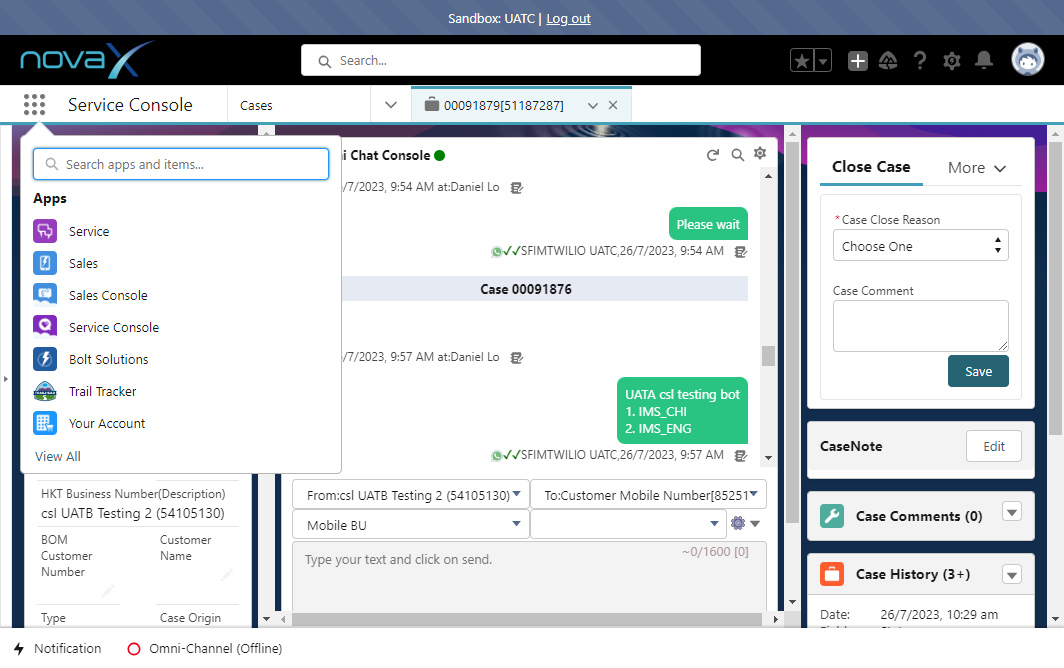 Sandbox: UATC | Log out
novaX
Search...
Service Console
Cases
00091879[51187287]
Search apps and items...
Apps
Service
Sales
Sales Console
Service Console
Bolt Solutions
Trail Tracker
Your Account
View All
HKT Business Number(Description)
csl UATB Testing 2 (54105130)
BOM Customer Number
Customer Name
Type
Case Origin
i Chat Console
/7/2023, 9:54 AM at:Daniel Lo
Please wait
SFIMTWILIO UATC,26/7/2023, 9:54 AM
Case 00091876
/7/2023, 9:57 AM at:Daniel Lo
UATA csl testing bot
1. IMS_CHI
2. IMS_ENG
SFIMTWILIO UATC,26/7/2023, 9:57 AM
From:csl UATB Testing 2 (54105130)
To:Customer Mobile Number[85251
Mobile BU
Type your text and click on send.
~0/1600 [0]
Close Case
More
*Case Close Reason
Choose One
Case Comment
Save
CaseNote
Edit
Case Comments (0)
Case History (3+)
Date:
26/7/2023, 10:29 am
Notification
Omni-Channel (Offline)